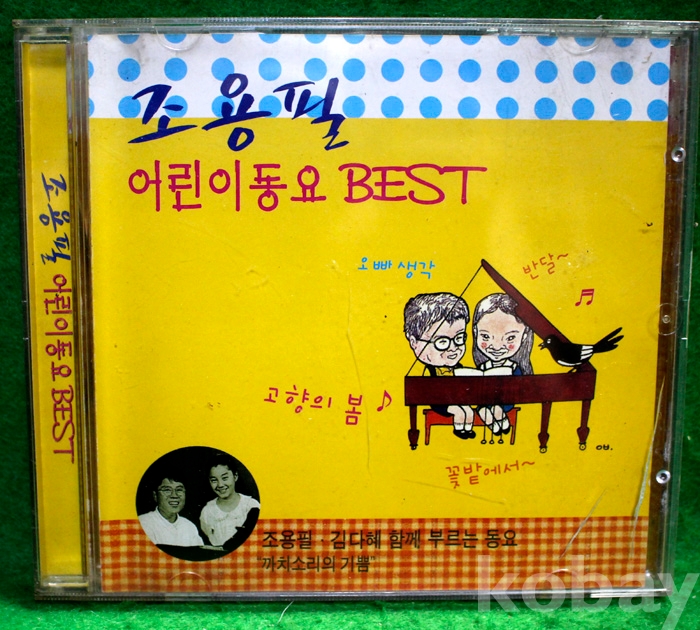 조용필
어린이동요 BEST
조용필 어린이동요 BEST
오빠생각
반달~
고향의 봄
꽃밭에서~
조용필 · 김다혜 함께 부르는 동요
"까치소리의 기쁨"
kobay